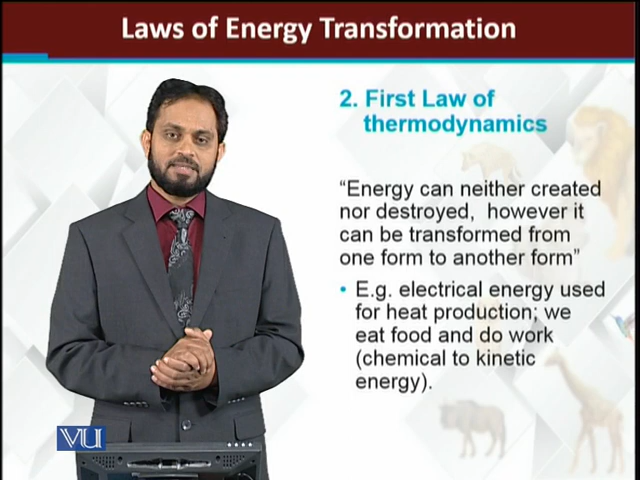 Laws of Energy Transformation
2. First Law of
thermodynamics
“Energy can neither created
nor destroyed, however it
can be transformed from
one form to another form”
• E.g. electrical energy used
for heat production; we
eat food and do work
(chemical to kinetic
energy).
VU